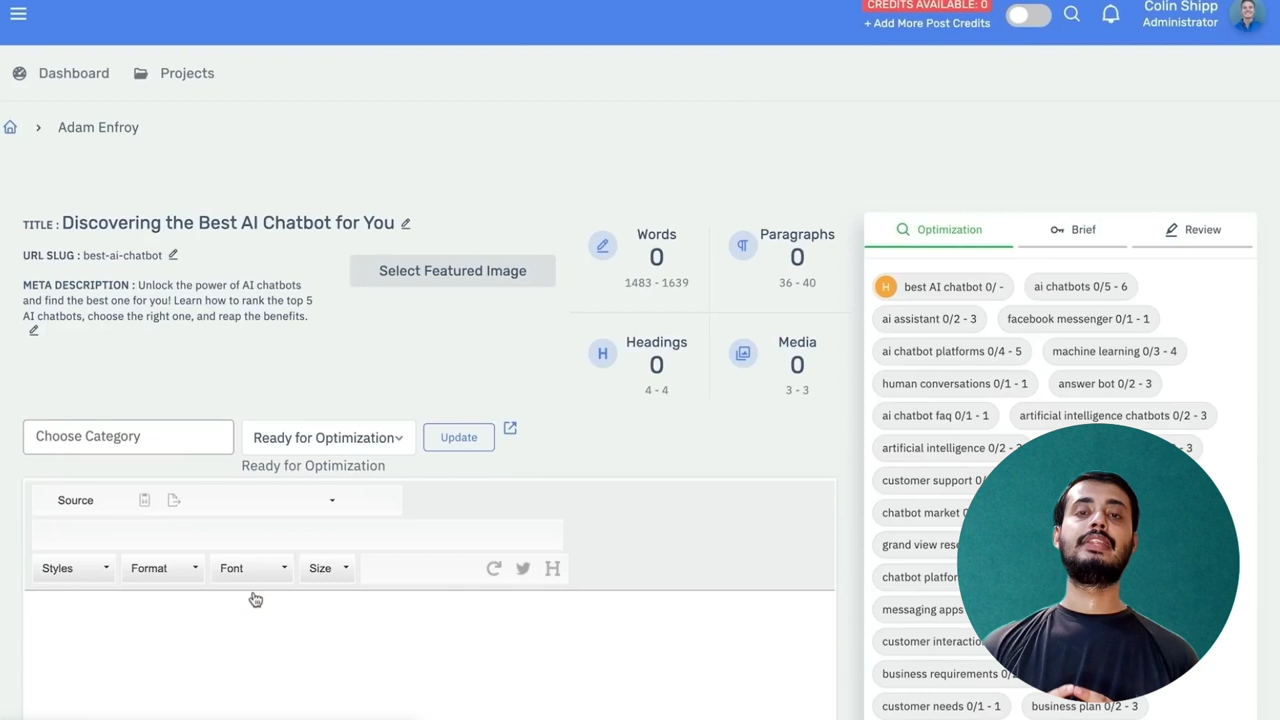 CREDITS AVAILABLE: 0
+ Add More Post Credits
Colin Shipp
Administrator
Dashboard
Projects
Adam Enfroy
TITLE : Discovering the Best AI Chatbot for You
URL SLUG : best-ai-chatbot
META DESCRIPTION : Unlock the power of AI chatbots
and find the best one for you! Learn how to rank the top 5
AI chatbots, choose the right one, and reap the benefits.
Select Featured Image
Words
0
1483 - 1639
Paragraphs
0
36 - 40
H
Headings
0
4 - 4
Media
0
3 - 3
Choose Category
Ready for Optimization
Update
Ready for Optimization
Source
Styles
Format
Font
Size
H
Optimization
Brief
Review
H best AI chatbot 0/ -
ai chatbots 0/5 - 6
ai assistant 0/2 - 3
facebook messenger 0/1 - 1
ai chatbot platforms 0/4 - 5
machine learning 0/3 - 4
human conversations 0/1 - 1
answer bot 0/2 - 3
ai chatbot faq 0/1 - 1
artificial intelligence chatbots 0/2 - 3
artificial intelligence 0/2 -
- 3
customer support 0/
chatbot market
grand view
chatbot
messaging apps
customer
business requirements 0/
customer needs 0/1 - 1
business plan 0/2 - 3